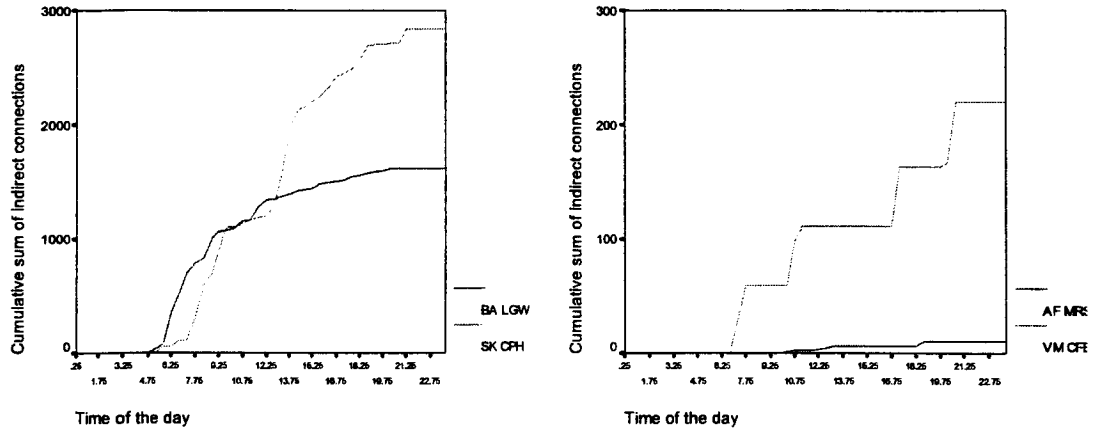 3000
2000
1000
0
Cumulative sum of indirect connections
.25 3.25 6.25 9.25 12.25 15.25 18.25 21.25
1.75 4.75 7.75 10.75 13.75 16.75 19.75 22.75
Time of the day
BA LGW
SK CPH
300
200
100
0
Cumulative sum of indirect connections
.25 3.25 6.25 9.25 12.25 15.25 18.25 21.25
1.75 4.75 7.75 10.75 13.75 16.75 19.75 22.75
Time of the day
AF MRS
VM CFE